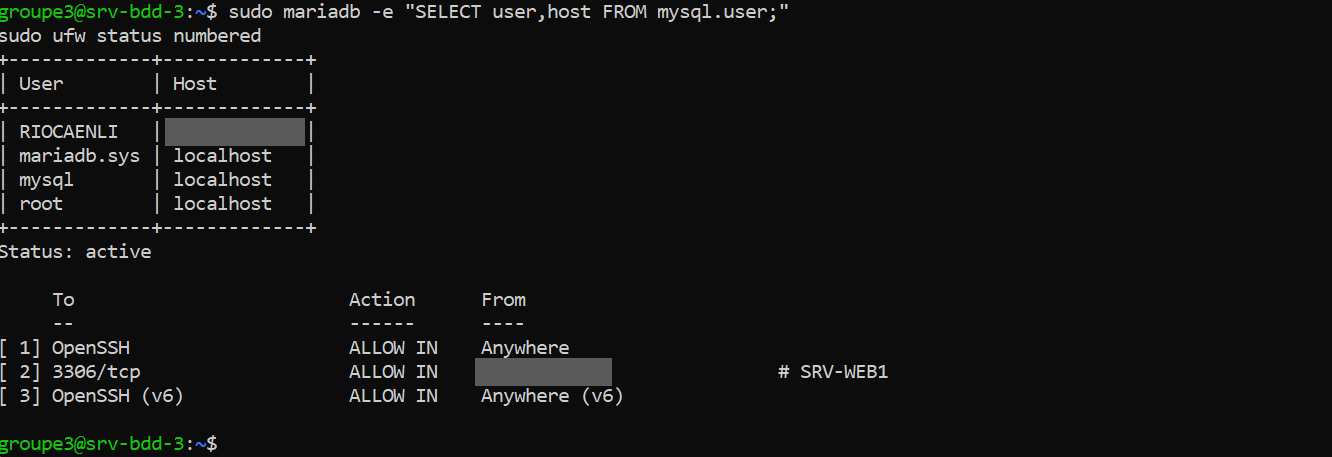 groupe3@srv-bdd-3:~$ sudo mariadb -e "SELECT user,host FROM mysql.user;"
sudo ufw status numbered
+-------------+-------------+
| User        | Host        |
+-------------+-------------+
| RIOCAENLI   |             |
| mariadb.sys | localhost   |
| mysql       | localhost   |
| root        | localhost   |
+-------------+-------------+
Status: active
     To                         Action      From
     --                         ------      ----
[ 1] OpenSSH                    ALLOW IN    Anywhere
[ 2] 3306/tcp                   ALLOW IN                               # SRV-WEB1
[ 3] OpenSSH (v6)               ALLOW IN    Anywhere (v6)
groupe3@srv-bdd-3:~$